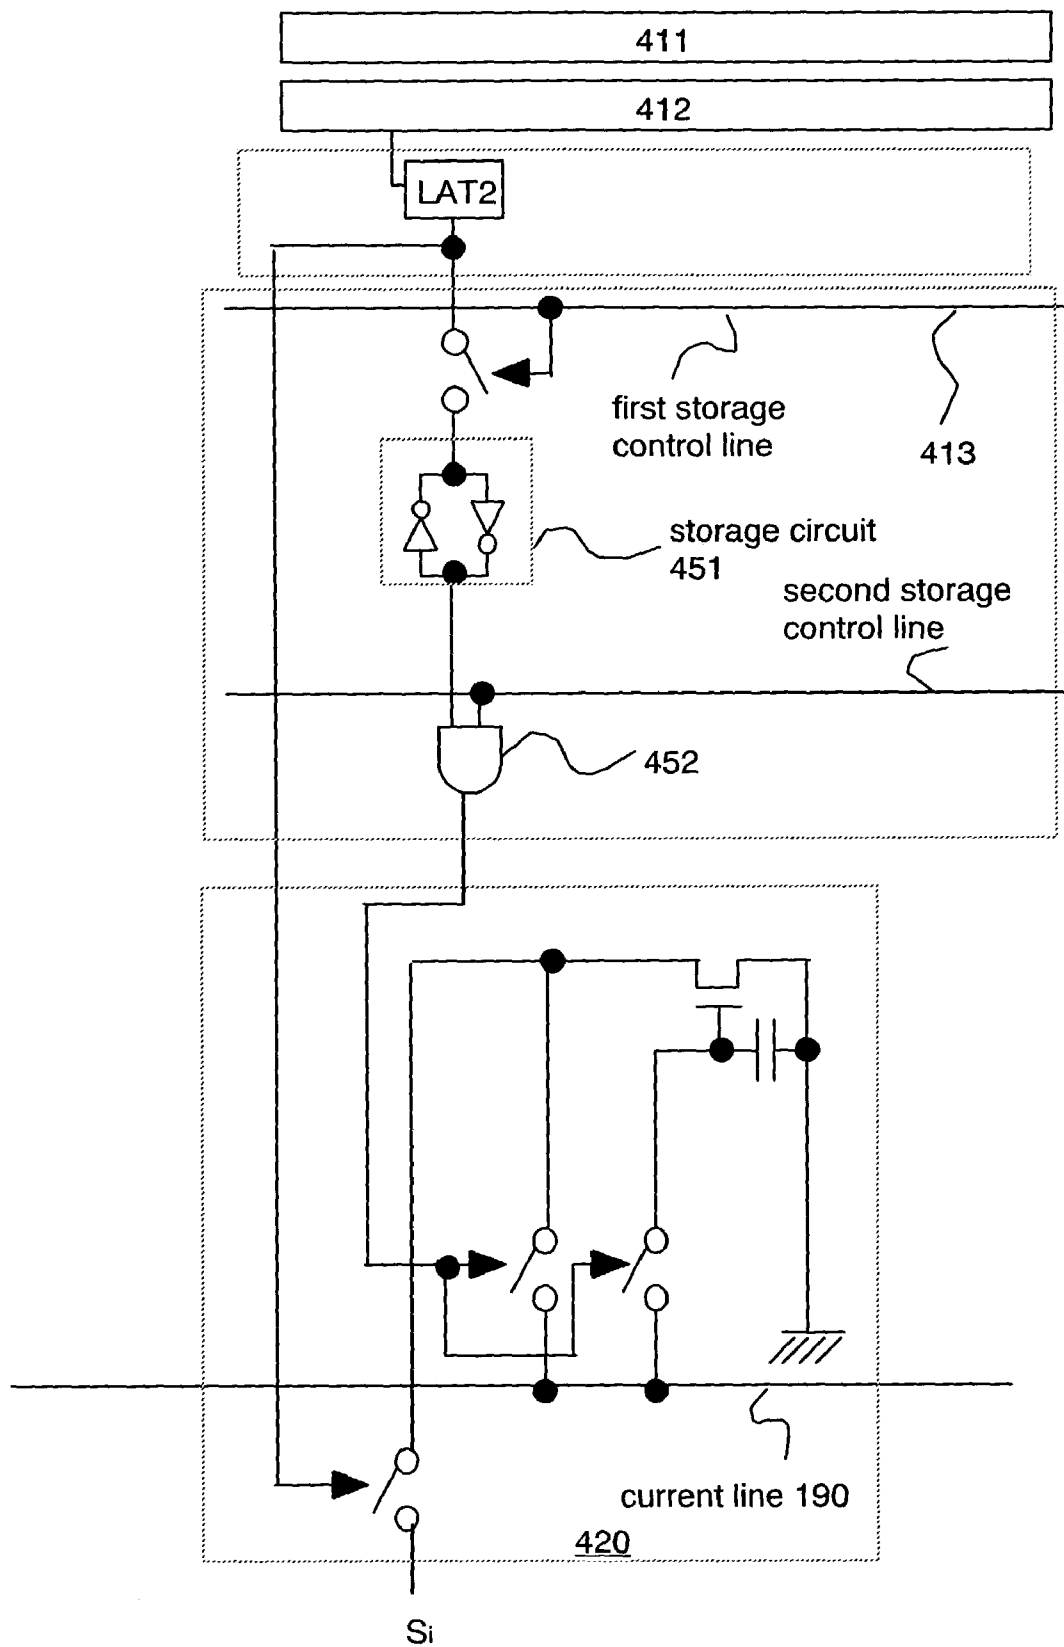 411
412
LAT2
first storage
control line
413
storage circuit
451
second storage
control line
452
current line 190
420
Si